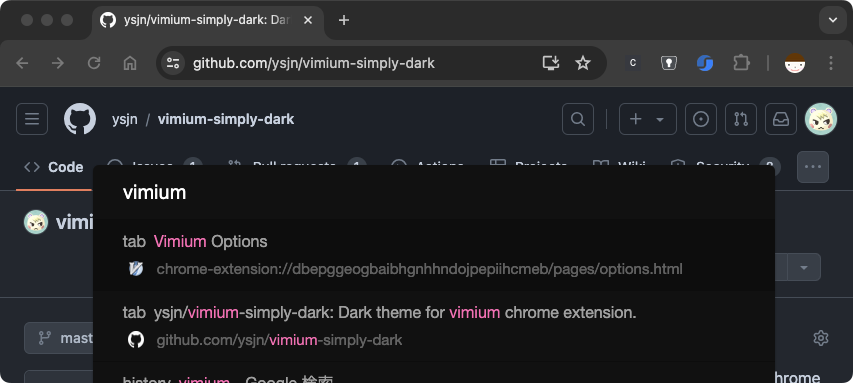 ysjn/vimium-simply-dark: Dar
github.com/ysjn/vimium-simply-dark
C
ysjn / vimium-simply-dark
Code
Issues 1
Pull requests 1
Actions
Projects
Wiki
Security
vimi
vimium
tab Vimium Options
chrome-extension://dbepggeogbaibhgnhhndojpepiihcmeb/pages/options.html
tab ysjn/vimium-simply-dark: Dark theme for vimium chrome extension.
mast
github.com/ysjn/vimium-simply-dark
history vimium - Google 検索
hrome